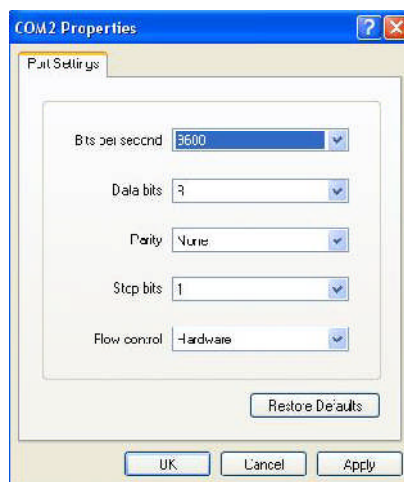 COM2 Properties
Port Settings
Bits per second 9600
Data bits 8
Parity None
Stop bits 1
Flow control Hardware
Restore Defaults
OK Cancel Apply